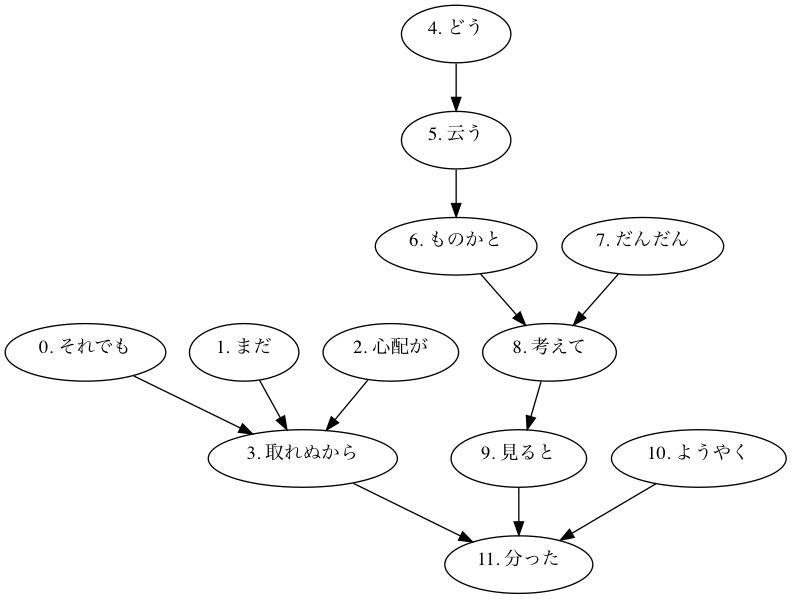 4. どう
5. 云う
6. ものかと
7. だんだん
0. それでも
1. まだ
2. 心配が
8. 考えて
3. 取れぬから
9. 見ると
10. ようやく
11. 分った